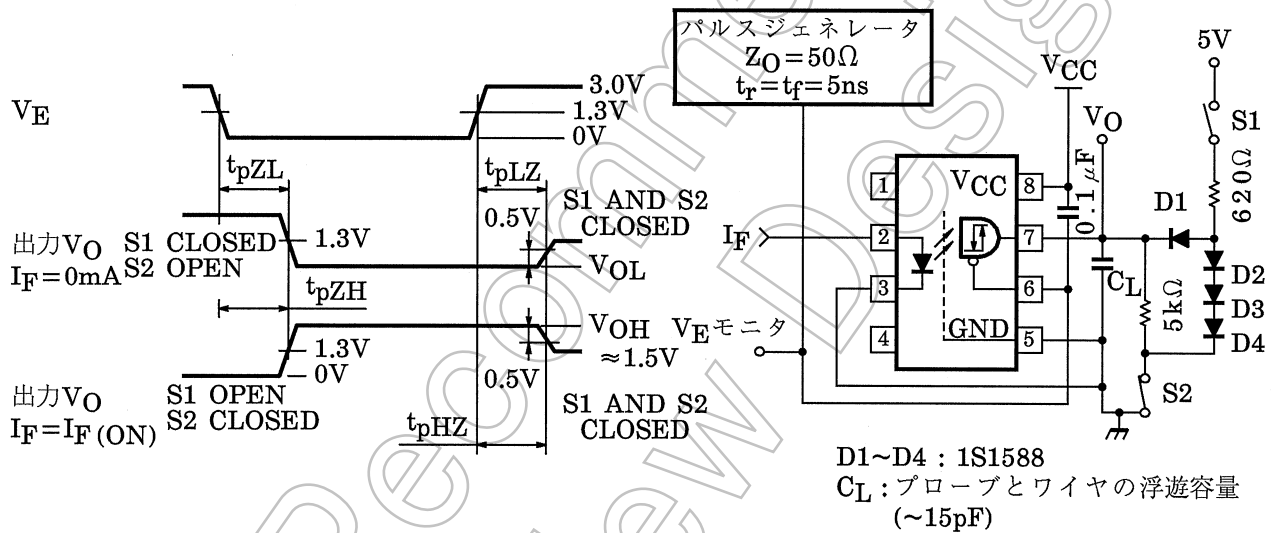 Recomme
New Desig
パルスジェネレータ
ZO=50Ω
tr=tf=5ns
VE
3.0V
1.3V
0V
tpZL
tpLZ
0.5V
S1 AND S2
CLOSED
出力VO
IF=0mA
S1 CLOSED
S2 OPEN
1.3V
VOL
tpZH
VOH
≈1.5V
1.3V
0V
0.5V
出力VO
IF=IF(ON)
S1 OPEN
S2 CLOSED
S1 AND S2
CLOSED
tpHZ
VEモニタ
IF
1
2
3
4
VCC
GND
8
7
6
5
VCC
0.1μF
VO
CL
5kΩ
D1
5V
S1
620Ω
D2
D3
D4
S2
D1~D4 : 1S1588
CL : プローブとワイヤの浮遊容量
(~15pF)